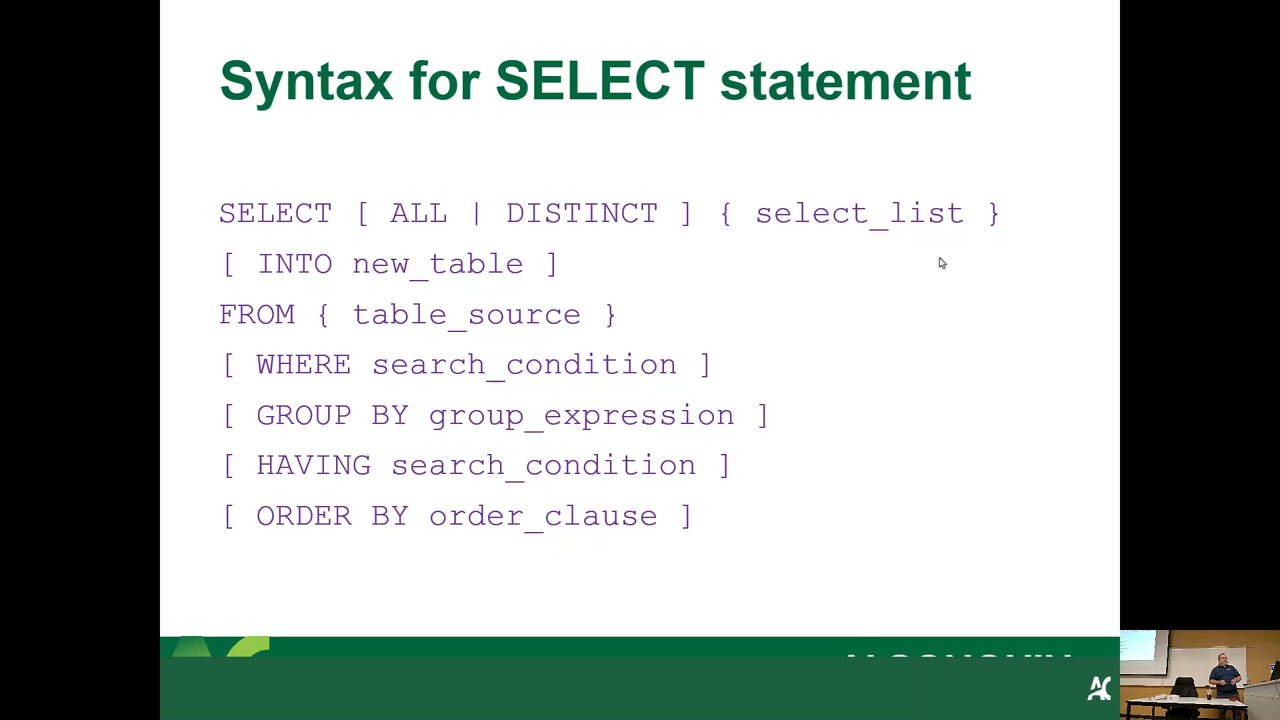 Syntax for SELECT statement
SELECT [ ALL | DISTINCT ] { select_list }
[ INTO new_table ]
FROM { table_source }
[ WHERE search_condition ]
[ GROUP BY group_expression ]
[ HAVING search_condition ]
[ ORDER BY order_clause ]
AC